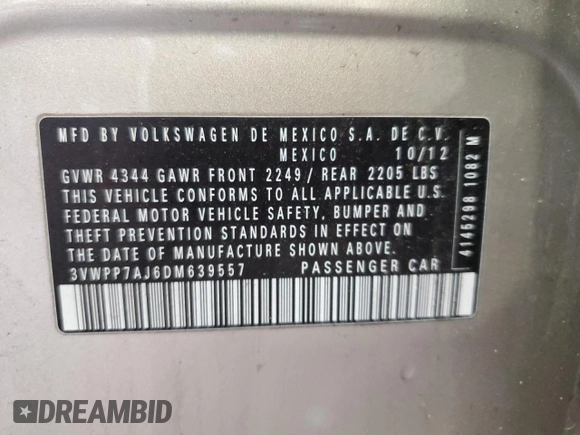 MFD BY VOLKSWAGEN DE MEXICO S.A. DE C.V.
MEXICO 10/12
GVWR 4344 GAWR FRONT 2249/ REAR 2205 LBS
THIS VEHICLE CONFORMS TO ALL APPLICABLE U.S.
FEDERAL MOTOR VEHICLE SAFETY, BUMPER AND
THEFT PREVENTION STANDARDS IN EFFECT ON
THE DATE OF MANUFACTURE SHOWN ABOVE.
3VWPP7AJ6DM639557 PASSENGER CAR
4145298 1082 M
DREAMBID